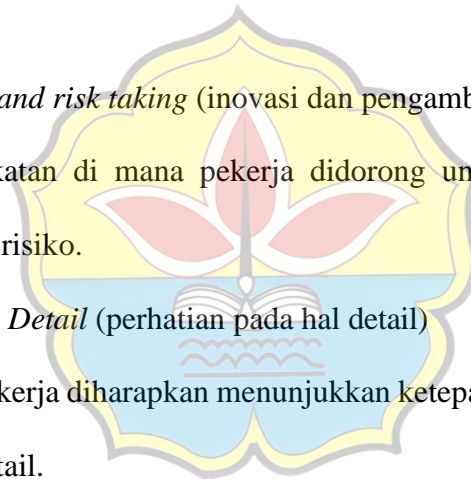 and risk taking (inovasi dan pengamb
katan di mana pekerja didorong un
risiko.
Detail (perhatian pada hal detail)
kerja diharapkan menunjukkan ketepa
tail.